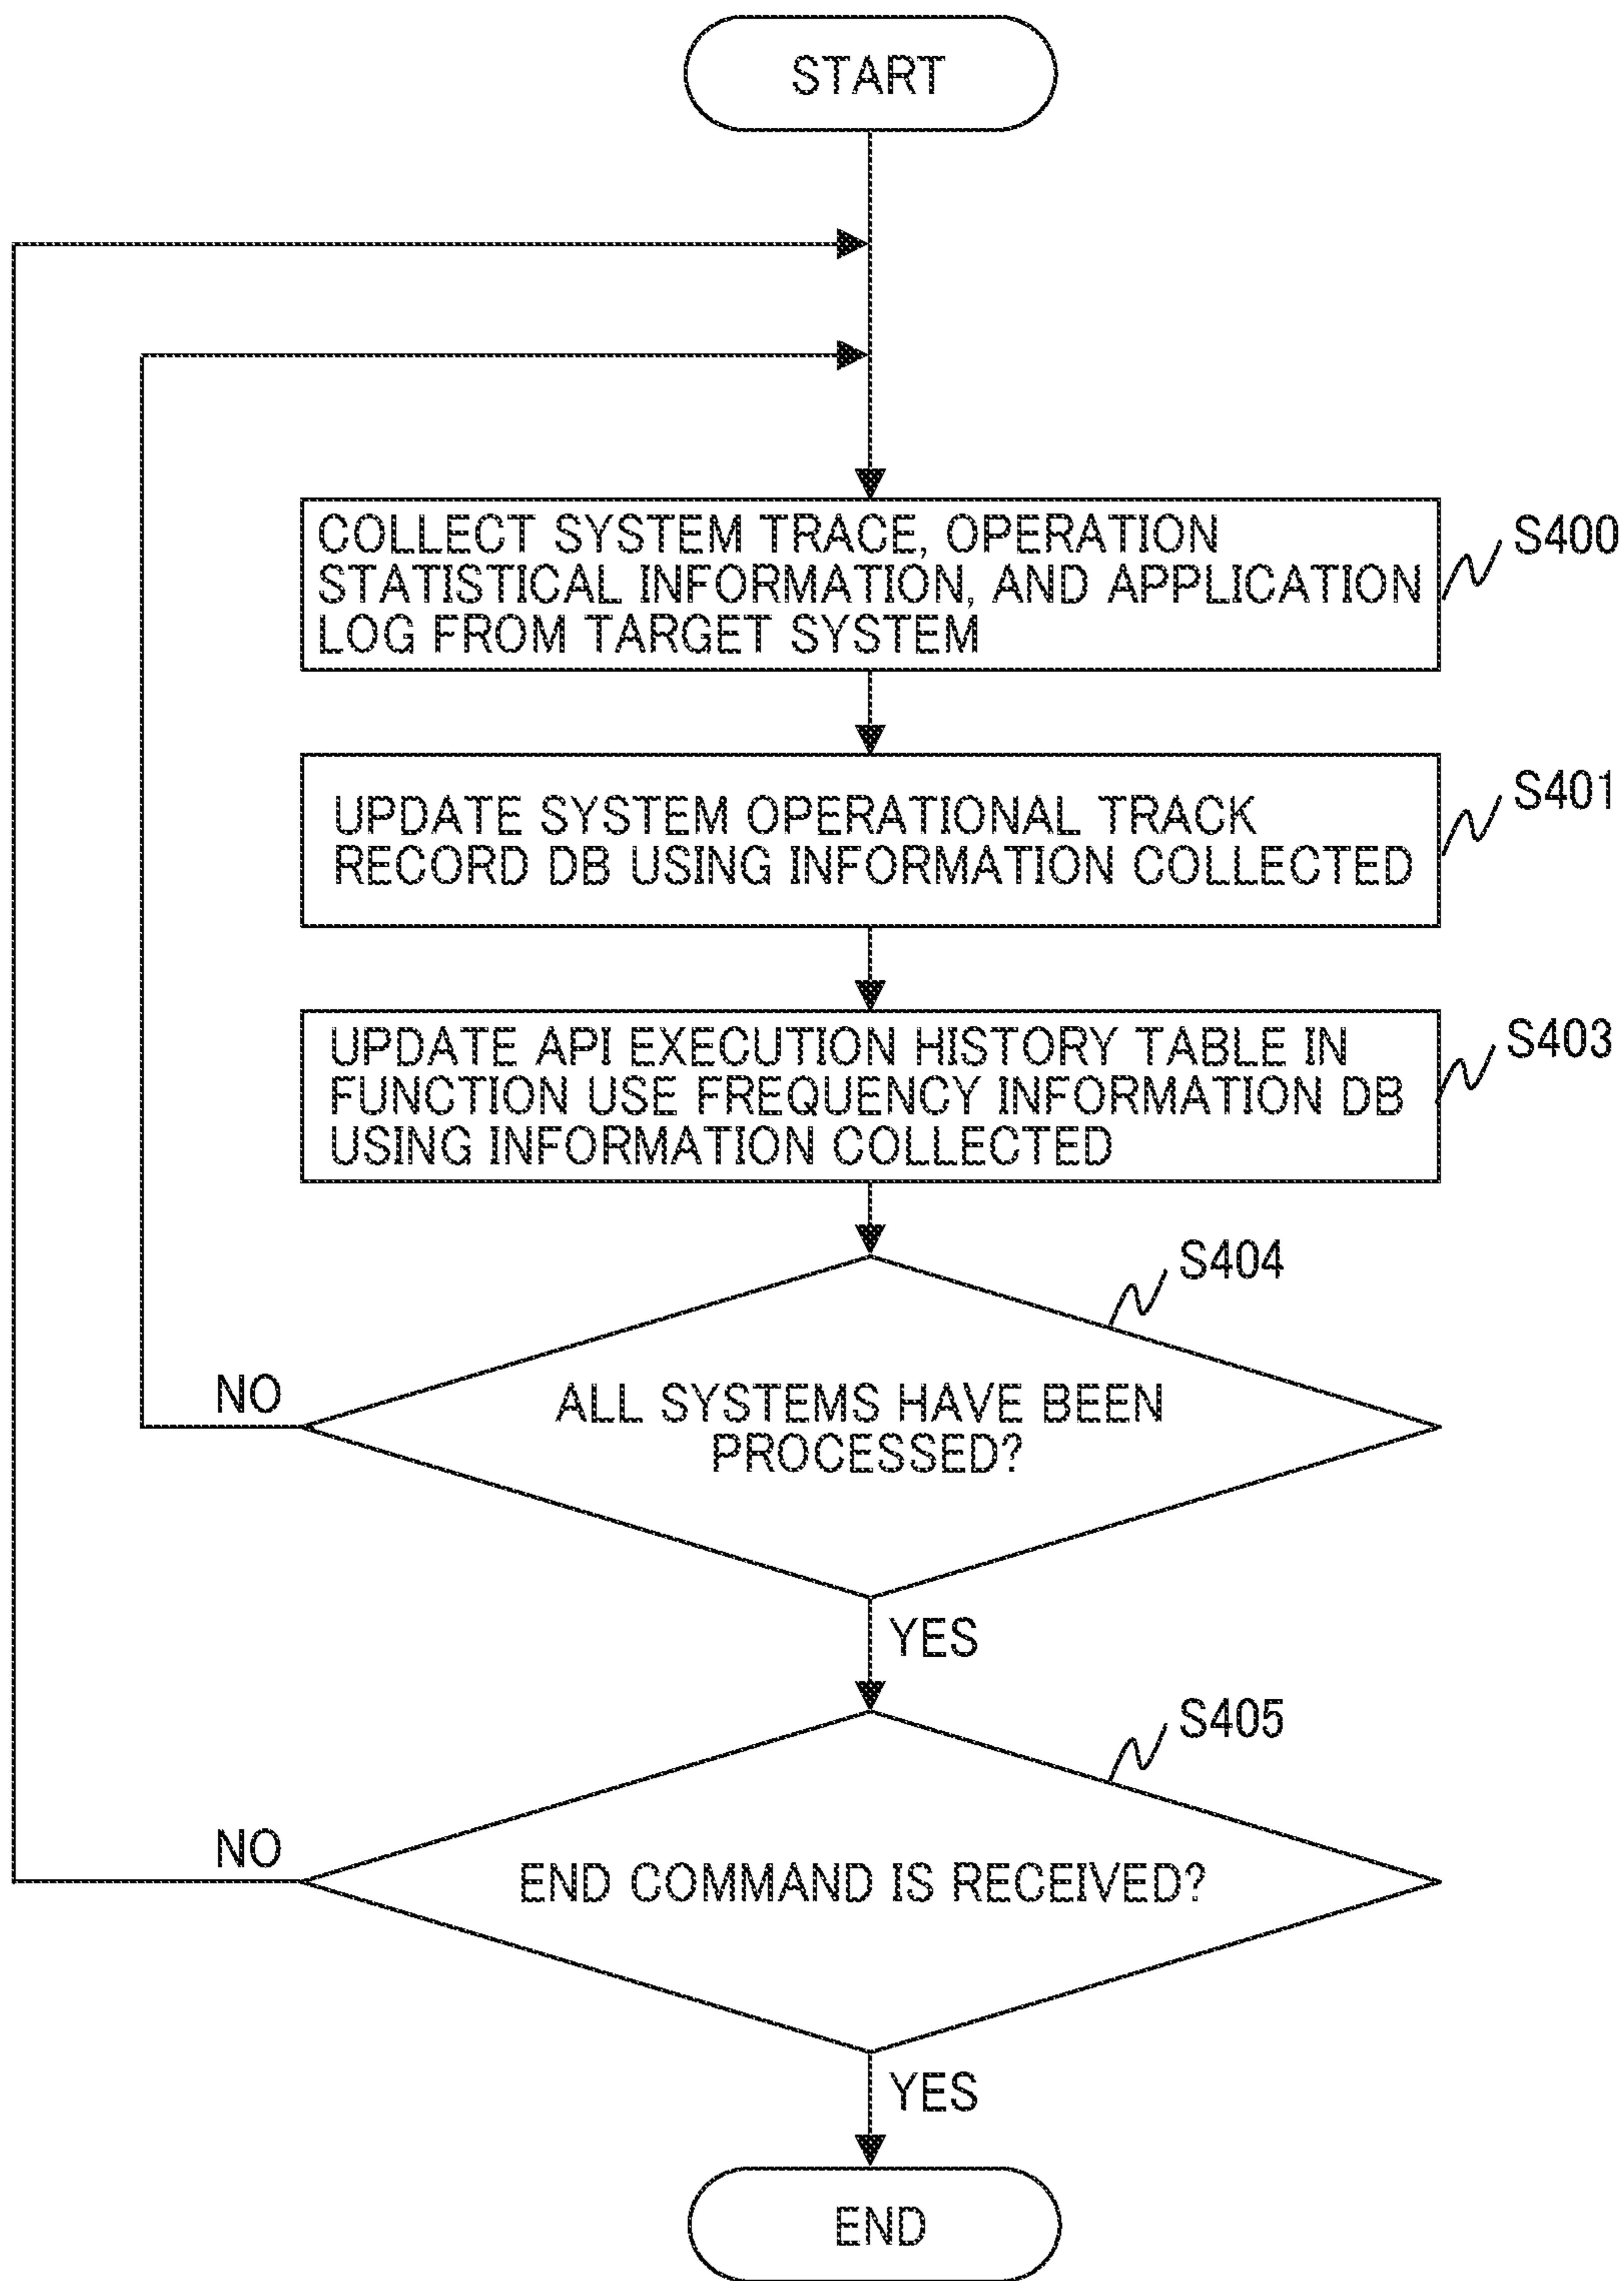 START
COLLECT SYSTEM TRACE, OPERATION
STATISTICAL INFORMATION, AND APPLICATION
LOG FROM TARGET SYSTEM
S400
UPDATE SYSTEM OPERATIONAL TRACK
RECORD DB USING INFORMATION COLLECTED
S401
UPDATE API EXECUTION HISTORY TABLE IN
FUNCTION USE FREQUENCY INFORMATION DB
USING INFORMATION COLLECTED
S403
S404
NO
ALL SYSTEMS HAVE BEEN
PROCESSED?
YES
S405
NO
END COMMAND IS RECEIVED?
YES
END